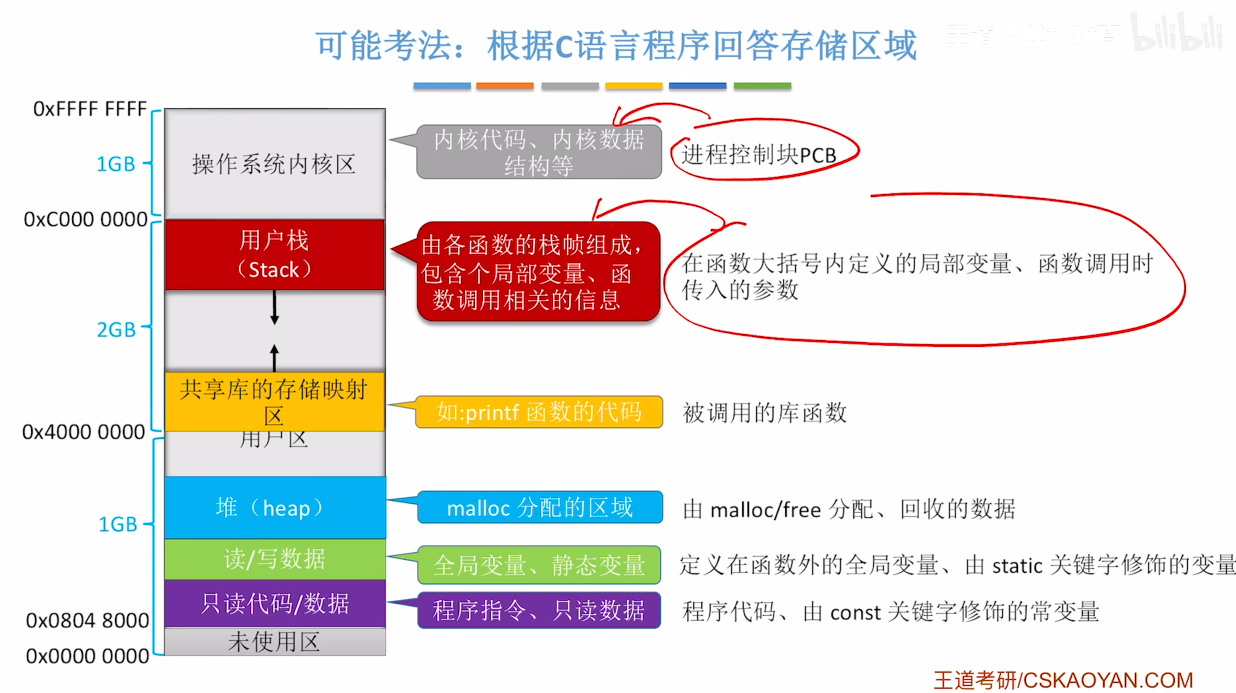 可能考法：根据C语言程序回答存储区域
bilibili
0xFFFF FFFF
1GB
操作系统内核区
内核代码、内核数据
结构等
进程控制块PCB
0xC000 0000
用户栈
（Stack）
由各函数的栈帧组成，
包含个局部变量、函
数调用相关的信息
在函数大括号内定义的局部变量、函数调用时
传入的参数
2GB
共享库的存储映射
区
如:printf 函数的代码
被调用的库函数
0x4000 0000
用户区
堆（heap）
malloc 分配的区域
由 malloc/free 分配、回收的数据
1GB
读/写数据
全局变量、静态变量
定义在函数外的全局变量、由 static 关键字修饰的变量
只读代码/数据
程序指令、只读数据
程序代码、由 const 关键字修饰的常变量
0x0804 8000
未使用区
0x0000 0000
王道考研/CSKAOYAN.COM